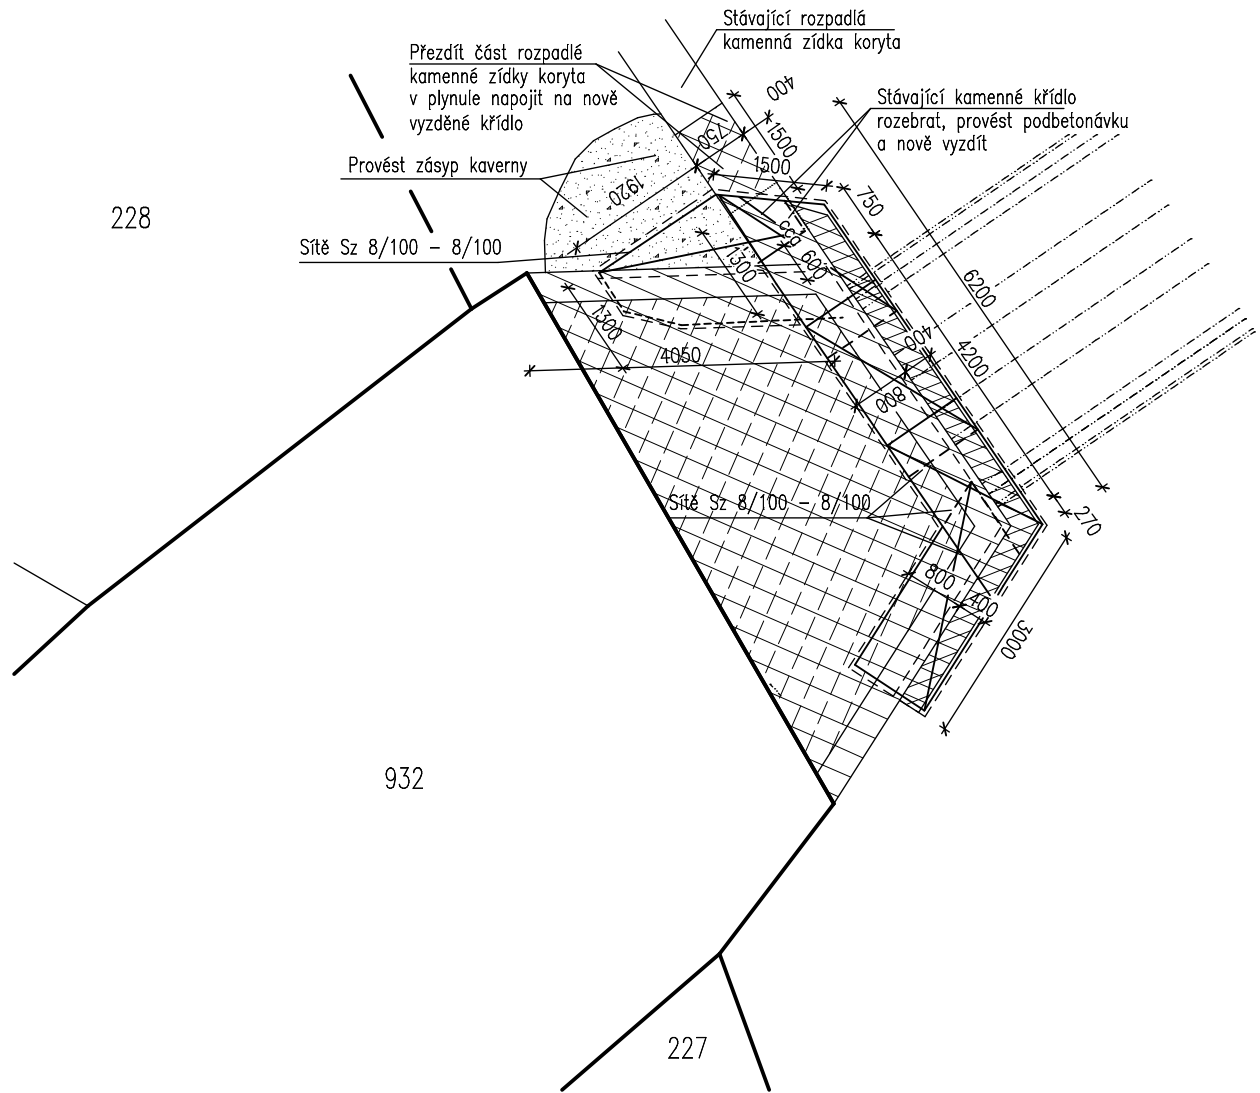 Stávající rozpadlá
kamenná zídka koryta
Přezdít část rozpadlé
kamenné zídky koryta
v plynule napojit na nově
vyzděné křídlo
400
Stávající kamenné křídlo
rozebrat, provést podbetonávku
a nově vyzdít
750
1500
1500
Provést zásyp kaverny
1920
750
228
Sítě Sz 8/100 – 8/100
659
600
1300
6200
1300
400
4200
4050
800
Sítě Sz 8/100 – 8/100
270
800
400
3000
932
227